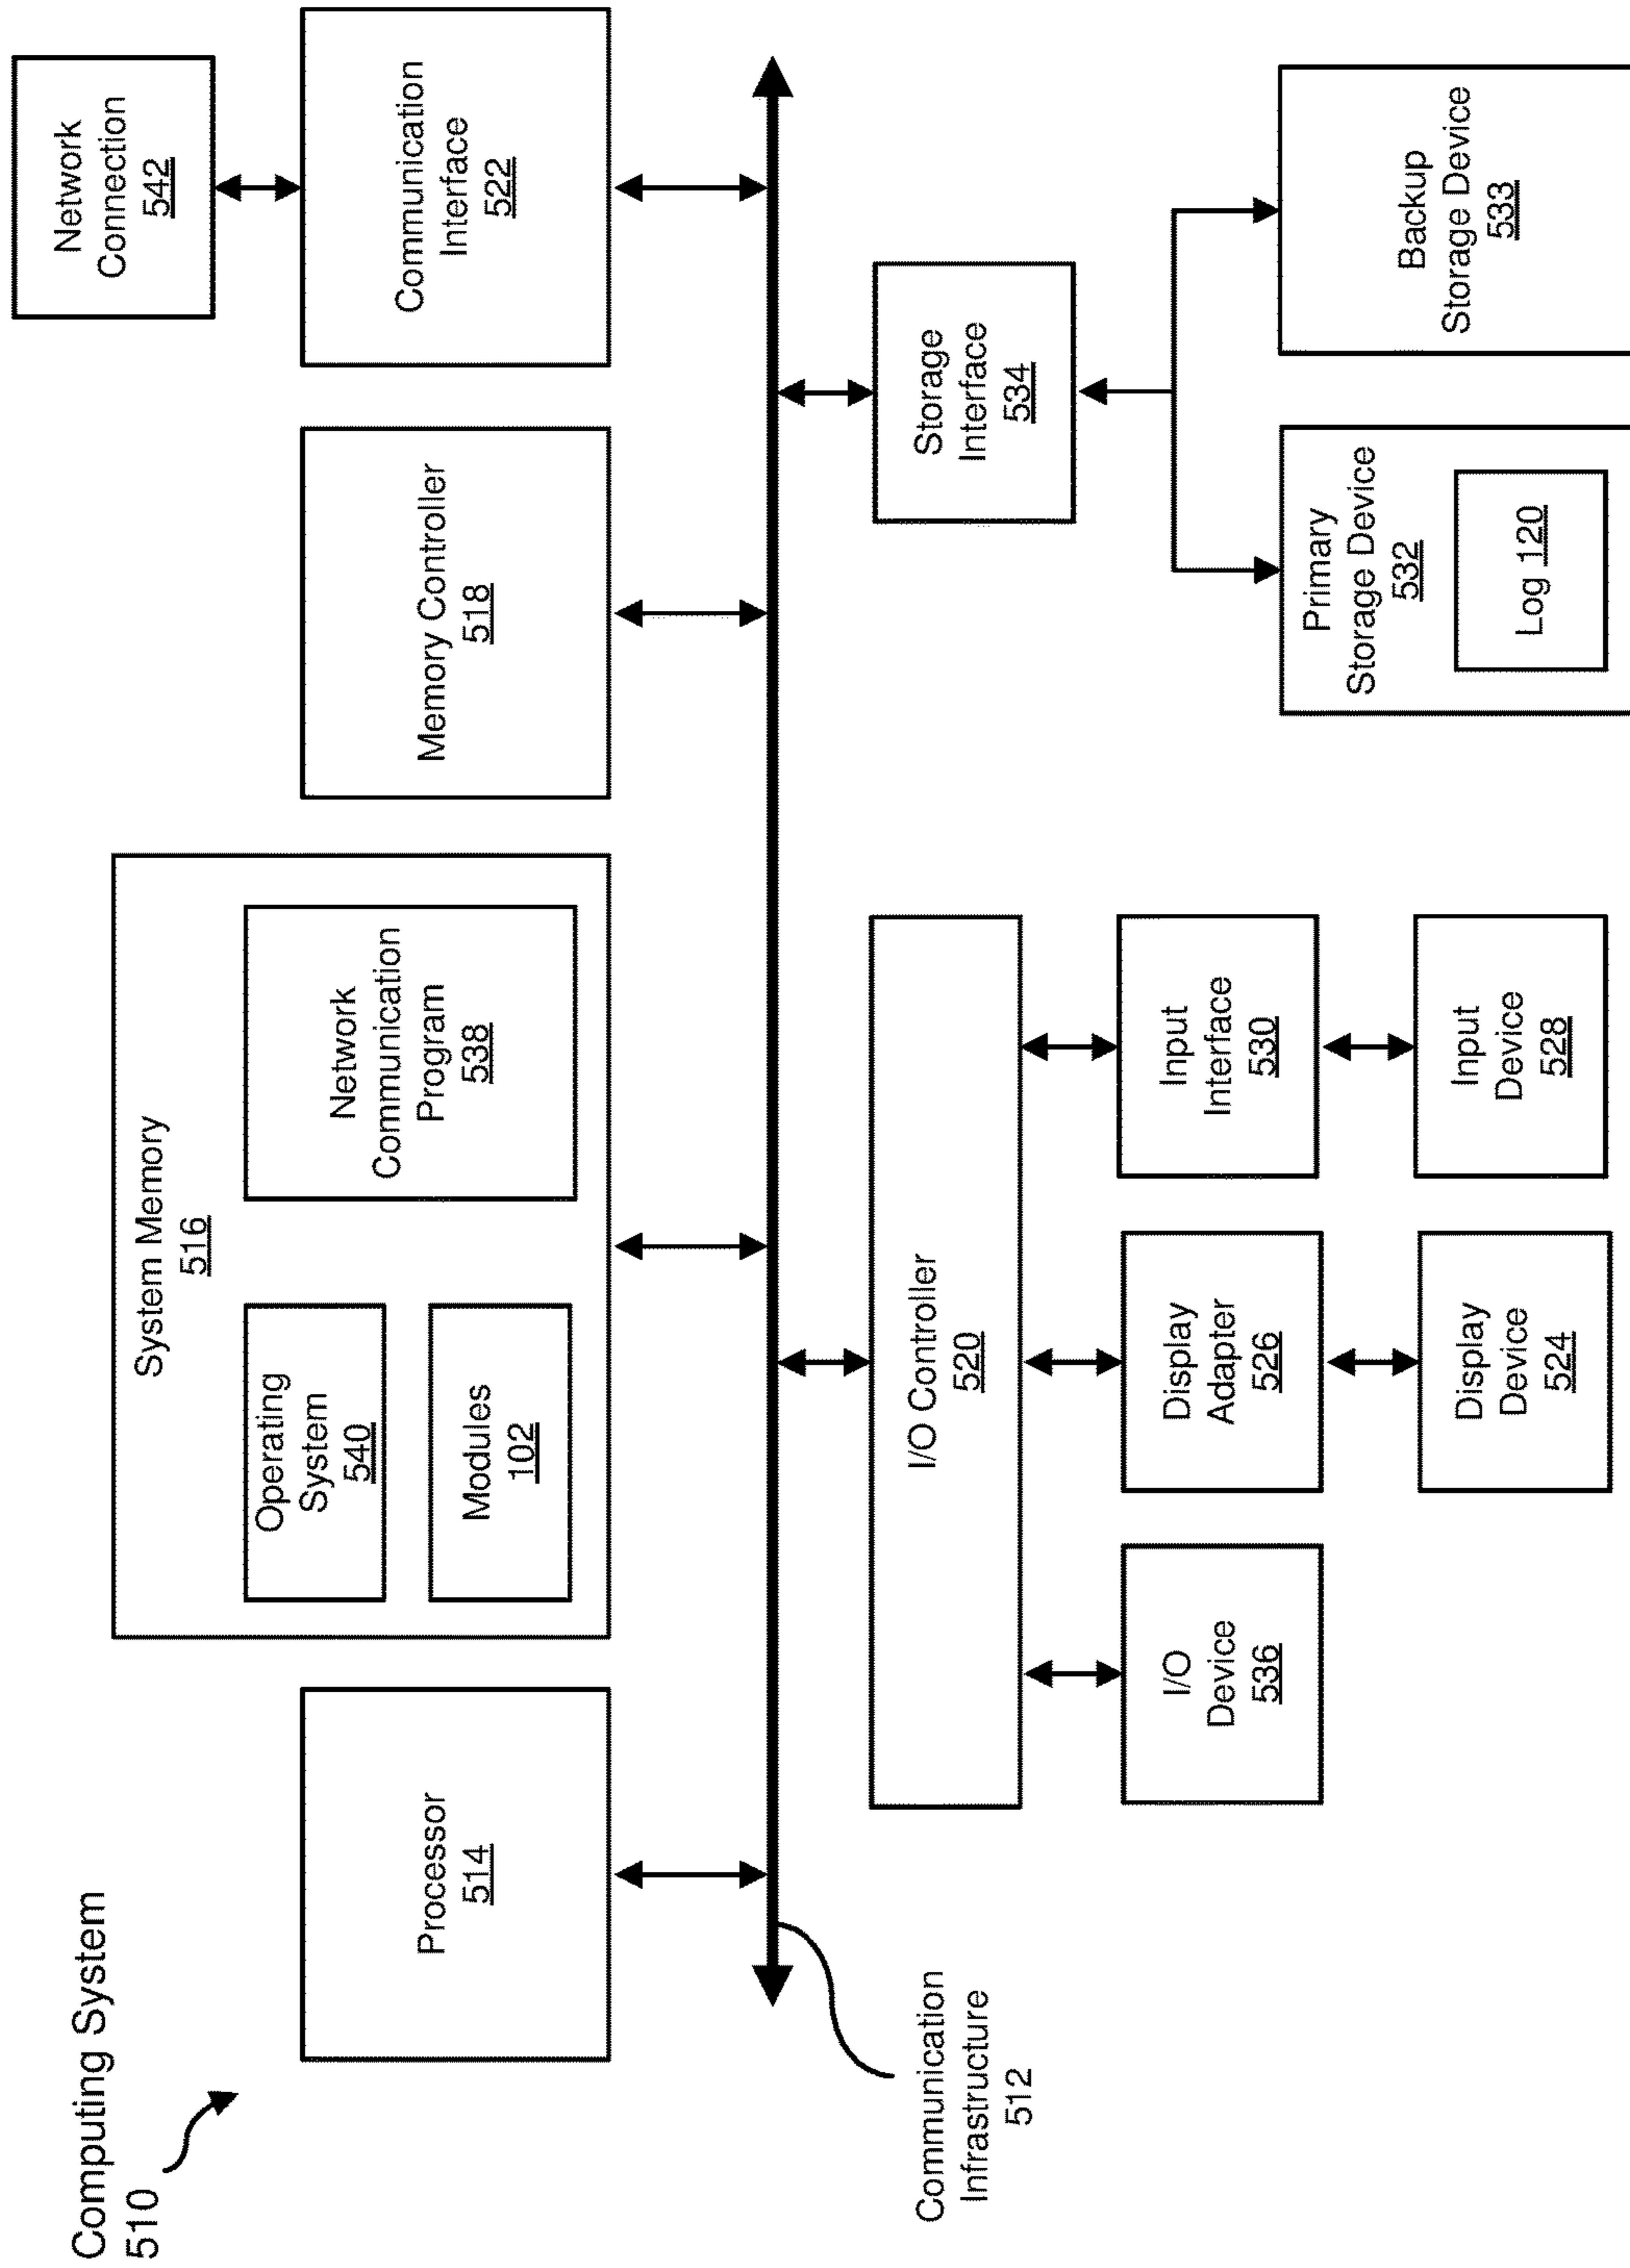 Computing System
510
Processor
514
System Memory
516
Operating
System
540
Modules
102
Network
Communication
Program
538
Memory Controller
518
Network
Connection
542
Communication
Interface
522
Communication
Infrastructure
512
I/O Controller
520
I/O
Device
536
Display
Adapter
526
Display
Device
524
Input
Interface
530
Input
Device
528
Storage
Interface
534
Primary
Storage Device
532
Log 120
Backup
Storage Device
533